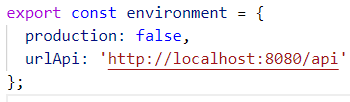 export const environment = {
  production: false,
  urlApi: 'http://localhost:8080/api'
};